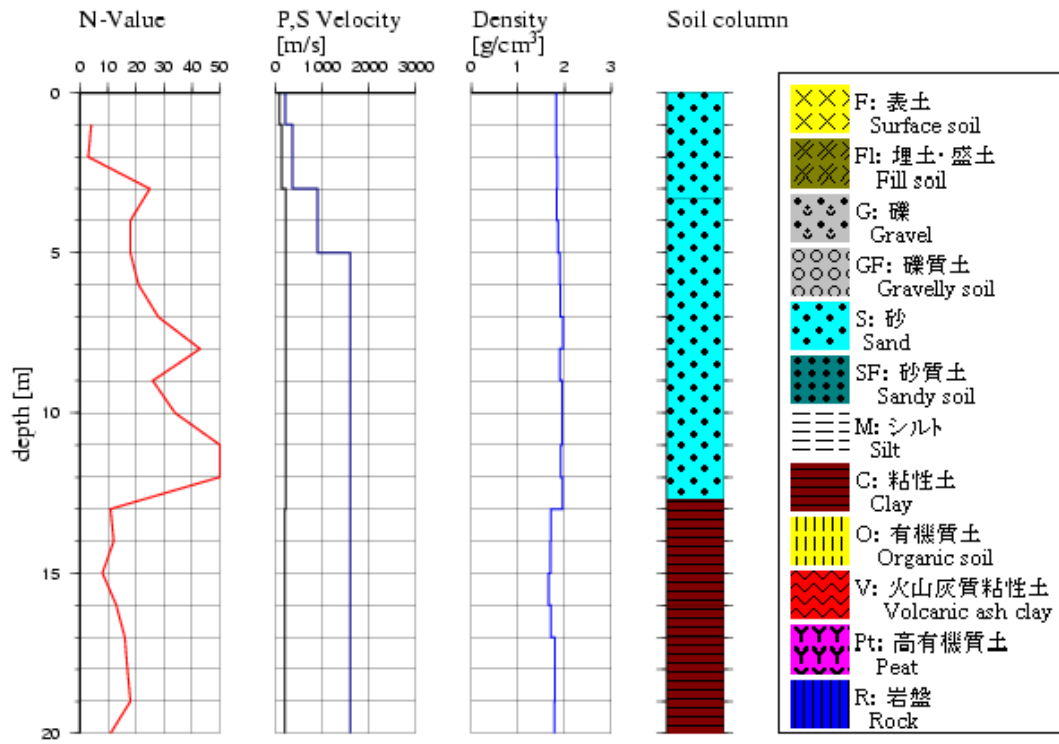 N-Value
P,S Velocity
[m/s]
Density
[g/cm³]
Soil column
0 10 20 30 40 50
0 1000 2000 3000
0 1 2 3
depth [m]
0
5
10
15
20
F: 表土
Surface soil
Fl: 埋土・盛土
Fill soil
G: 礫
Gravel
GF: 礫質土
Gravelly soil
S: 砂
Sand
SF: 砂質土
Sandy soil
M: シルト
Silt
C: 粘性土
Clay
O: 有機質土
Organic soil
V: 火山灰質粘性土
Volcanic ash clay
Pt: 高有機質土
Peat
R: 岩盤
Rock